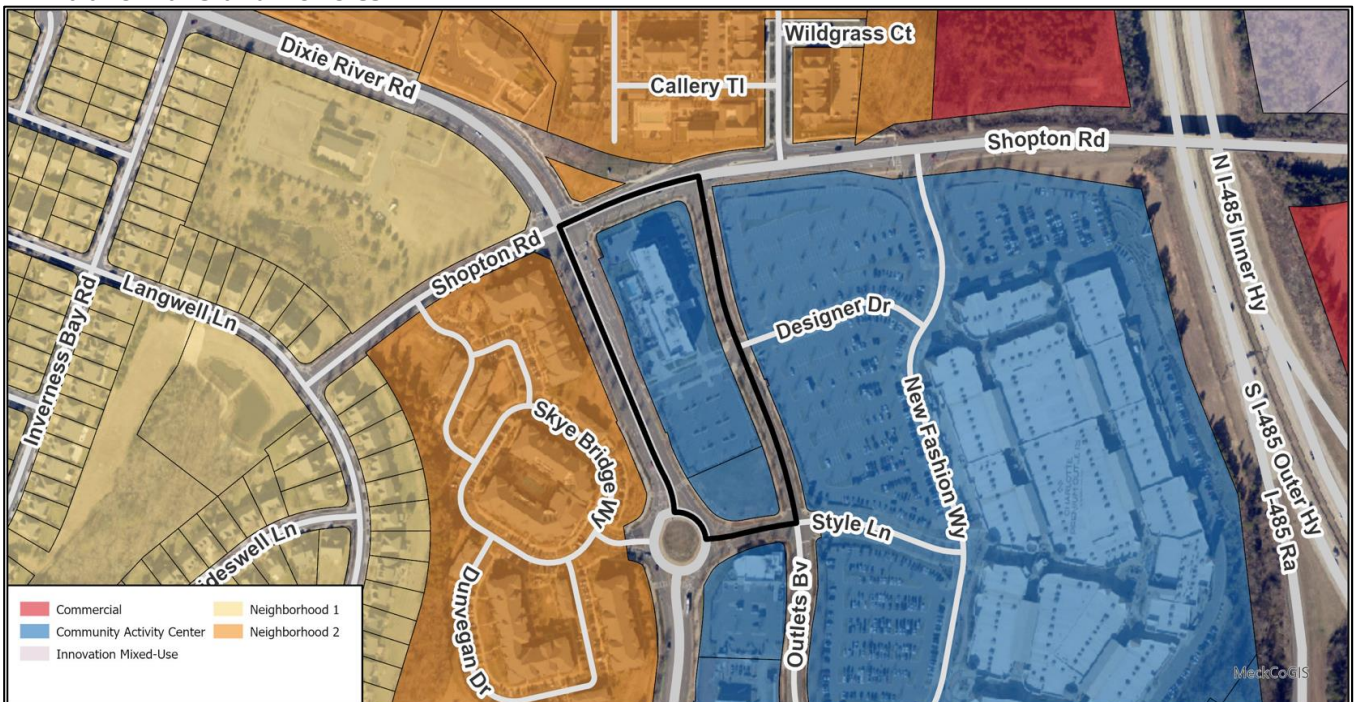 Wildgrass Ct
Dixie River Rd
Callery Tl
Shopton Rd
N I-485 Inner Hy
Shopton Rd
Langwell Ln
Inverness Bay Rd
Designer Dr
Skye Bridge Wy
New Fashion Wy
S I-485 Outer Hy
I-485 Ra
Style Ln
deswell Ln
Dunvegan Dr
Outlets Bv
Commercial
Community Activity Center
Innovation Mixed-Use
Neighborhood 1
Neighborhood 2
MeckCoGIS